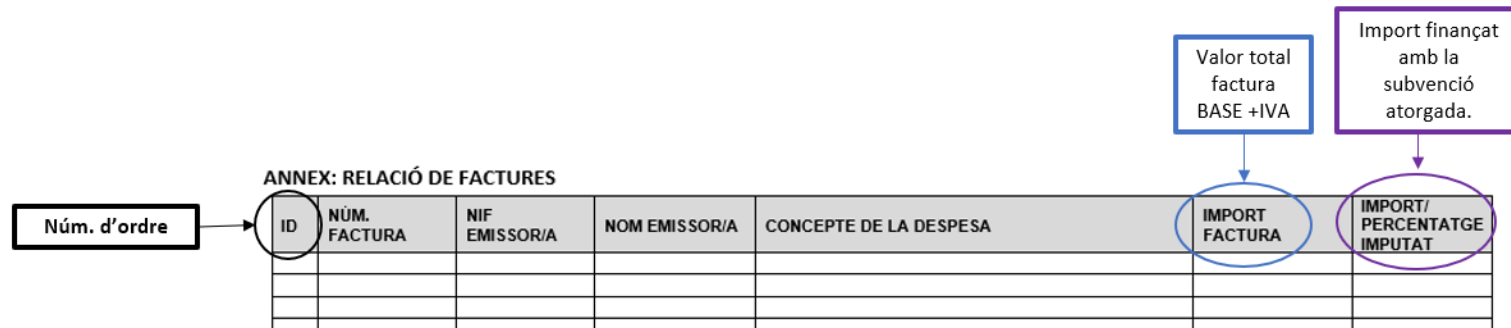 Import finançat
amb la
subvenció
atorgada.
Valor total
factura
BASE +IVA
ANNEX: RELACIÓ DE FACTURES
Núm. d'ordre
ID
NÚM.
FACTURA
NIF
EMISSOR/A
NOM EMISSOR/A
CONCEPTE DE LA DESPESA
IMPORT
FACTURA
IMPORT/
PERCENTATGE
IMPUTAT